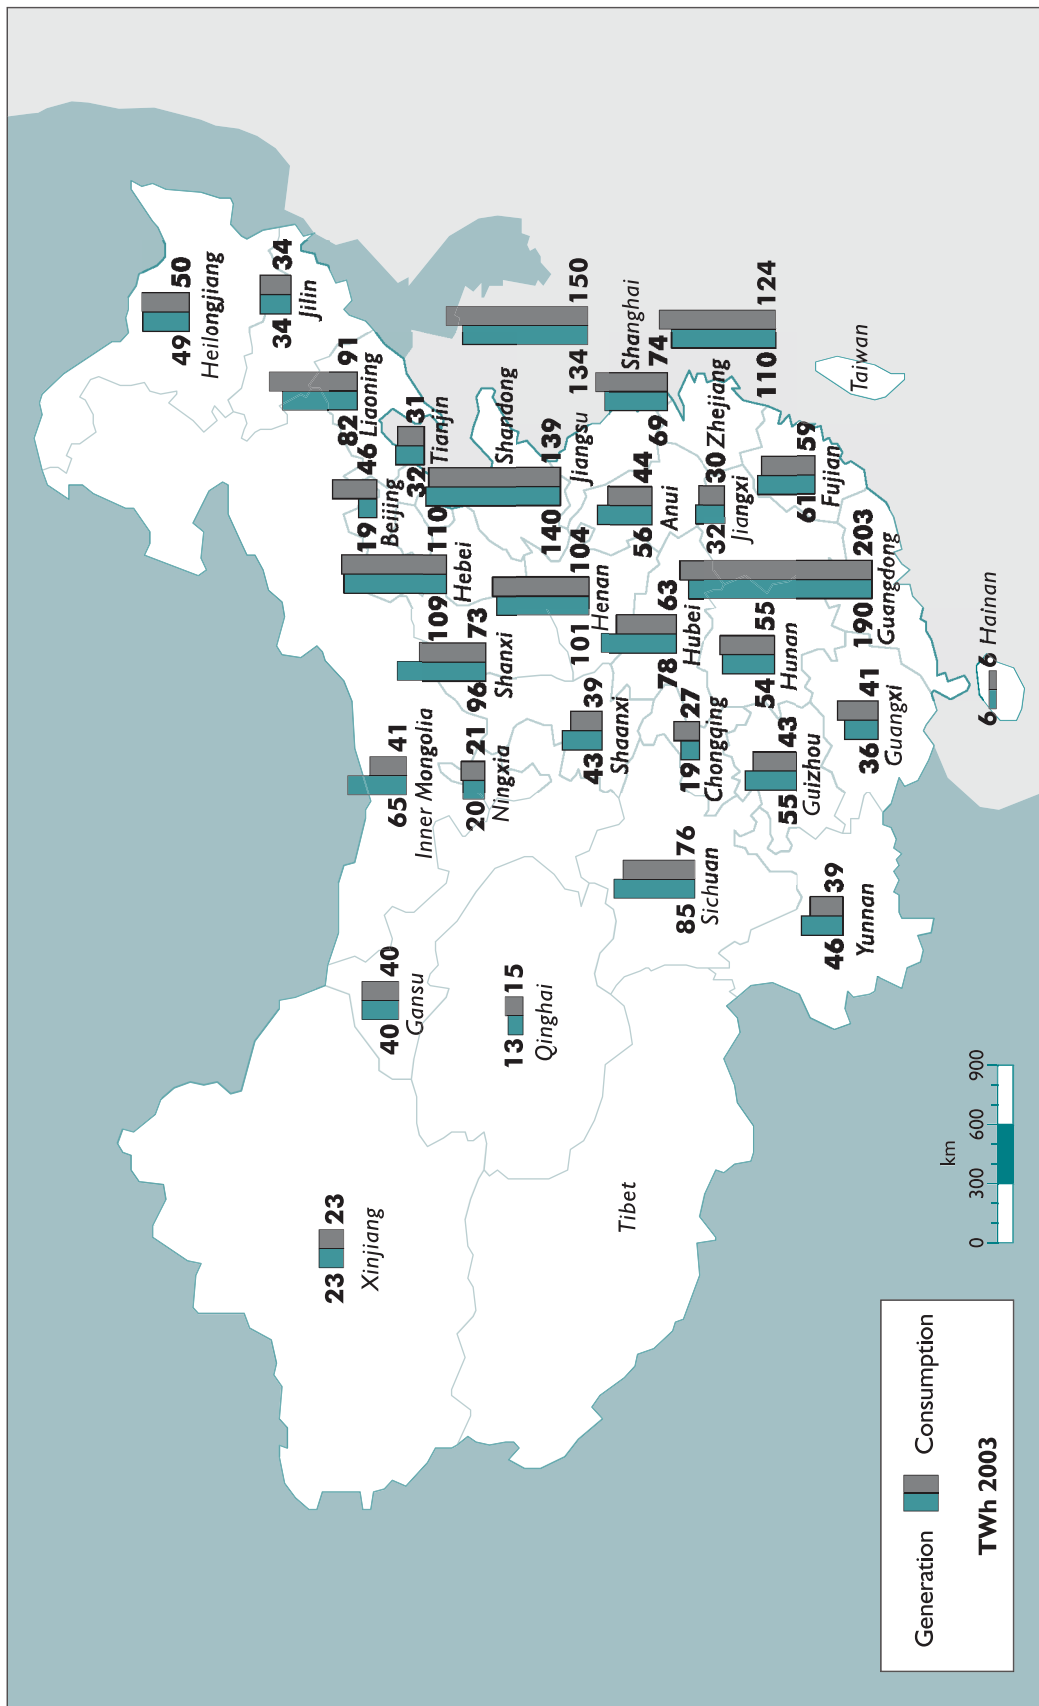 49 50
Heilongjiang
34 34
Jilin
82 91
Liaoning
19 46
Beijing
32 31
Tianjin
109 110
Hebei
65 41
Inner Mongolia
96 73
Shanxi
20 21
Ningxia
40 40
Gansu
23 23
Xinjiang
13 15
Qinghai
140 139
Shandong
134 150
Jiangsu
101 104
Henan
43 39
Shaanxi
69 74
Shanghai
56 44
Anui
78 63
Hubei
19 27
Chongqing
85 76
Sichuan
Tibet
110 124
Zhejiang
32 30
Jiangxi
54 55
Hunan
55 43
Guizhou
46 39
Yunnan
61 59
Fujian
190 203
Guangdong
36 41
Guangxi
6 6 Hainan
Taiwan
Generation Consumption
TWh 2003
km
0 300 600 900